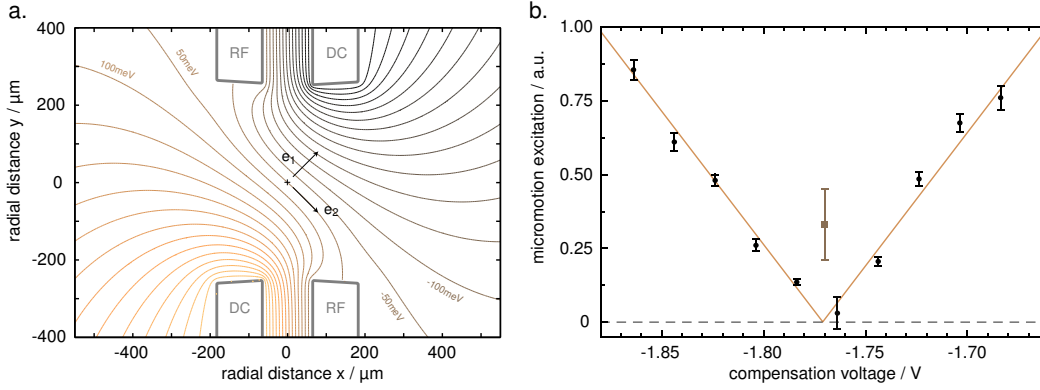 a.
400
200
0
-200
-400
radial distance y / µm
-400
-200
0
200
400
radial distance x / µm
RF
DC
DC
RF
100meV
50meV
-100meV
-50meV
e1
e2
b.
1.00
0.75
0.50
0.25
0
micromotion excitation / a.u.
-1.85
-1.80
-1.75
-1.70
compensation voltage / V